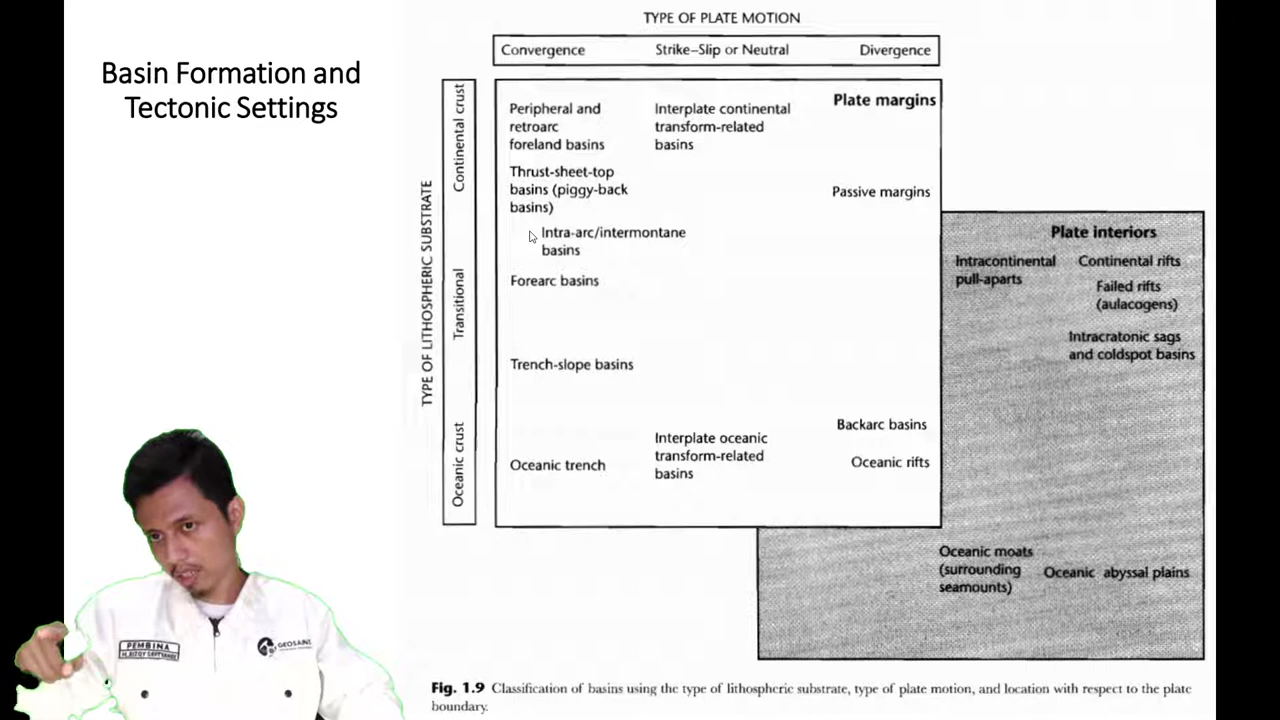 Basin Formation and
Tectonic Settings
TYPE OF PLATE MOTION
Convergence Strike–Slip or Neutral Divergence
TYPE OF LITHOSPHERIC SUBSTRATE
Continental crust
Transitional
Oceanic crust
Plate margins
Peripheral and
retroarc
foreland basins
Interplate continental
transform-related
basins
Thrust-sheet-top
basins (piggy-back
basins)
Passive margins
Intra-arc/intermontane
basins
Forearc basins
Trench-slope basins
Backarc basins
Interplate oceanic
transform-related
basins
Oceanic trench
Oceanic rifts
Plate interiors
Intracontinental
pull-aparts
Continental rifts
Failed rifts
(aulacogens)
Intracratonic sags
and coldspot basins
Oceanic moats
(surrounding
seamounts)
Oceanic abyssal plains
PEMBINA
GEOSAINS
Fig. 1.9 Classification of basins using the type of lithospheric substrate, type of plate motion, and location with respect to the plate
boundary.